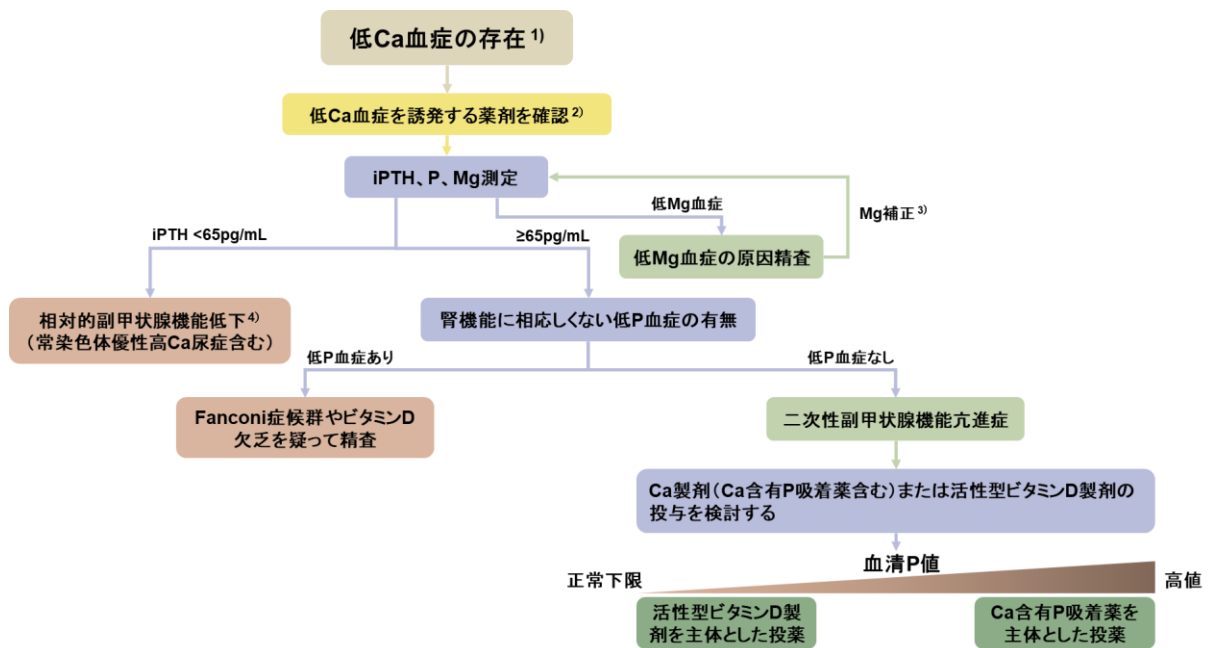 低Ca血症の存在1)
低Ca血症を誘発する薬剤を確認2)
iPTH、P、Mg測定
低Mg血症
Mg補正3)
iPTH <65pg/mL
≥65pg/mL
低Mg血症の原因精査
相対的副甲状腺機能低下4)
（常染色体優性高Ca尿症含む）
腎機能に相応しくない低P血症の有無
低P血症あり
低P血症なし
Fanconi症候群やビタミンD
欠乏を疑って精査
二次性副甲状腺機能亢進症
Ca製剤（Ca含有P吸着薬含む）または活性型ビタミンD製剤の
投与を検討する
血清P値
正常下限
高値
活性型ビタミンD製
剤を主体とした投薬
Ca含有P吸着薬を
主体とした投薬